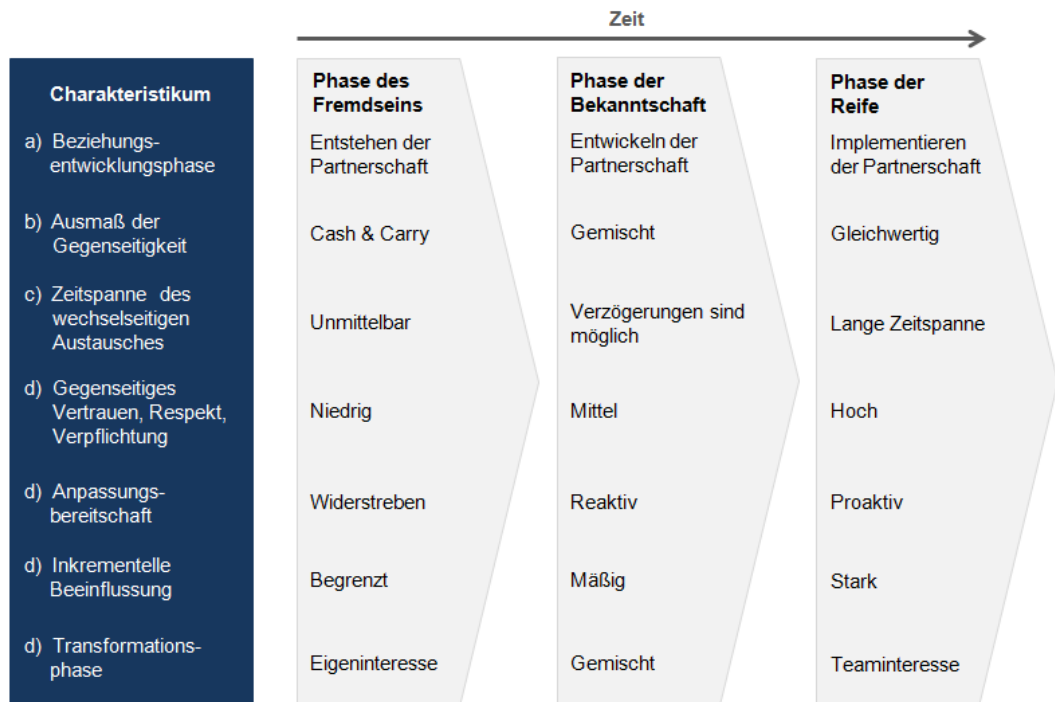 Zeit
Charakteristikum
Phase des
Fremdseins
Phase der
Bekanntschaft
Phase der
Reife
a) Beziehungs-
entwicklungsphase
Entstehen der
Partnerschaft
Entwickeln der
Partnerschaft
Implementieren
der Partnerschaft
b) Ausmaß der
Gegenseitigkeit
Cash & Carry
Gemischt
Gleichwertig
c) Zeitspanne des
wechselseitigen
Austausches
Unmittelbar
Verzögerungen sind
möglich
Lange Zeitspanne
d) Gegenseitiges
Vertrauen, Respekt,
Verpflichtung
Niedrig
Mittel
Hoch
d) Anpassungs-
bereitschaft
Widerstreben
Reaktiv
Proaktiv
d) Inkrementelle
Beeinflussung
Begrenzt
Mäßig
Stark
d) Transformations-
phase
Eigeninteresse
Gemischt
Teaminteresse